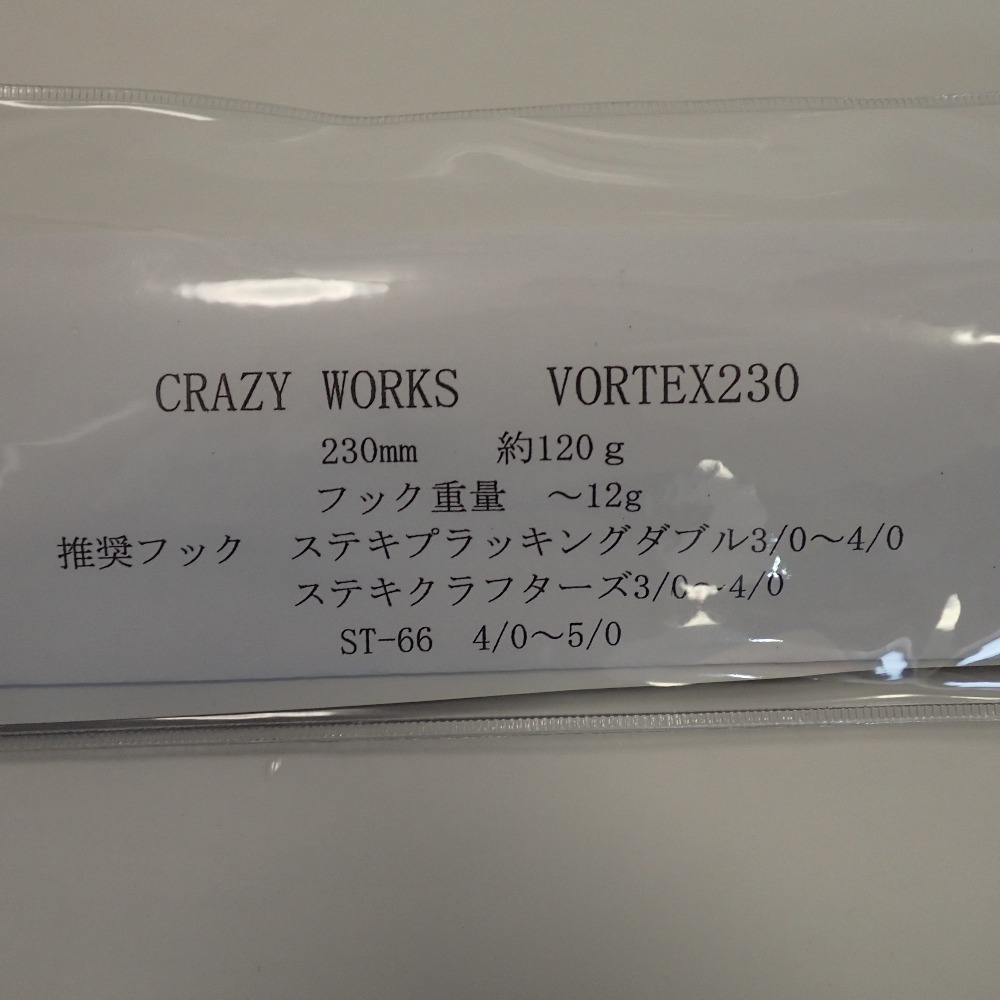 CRAZY WORKS　VORTEX230
230mm　約120ｇ
フック重量　～12g
推奨フック　ステキプラッキングダブル3/0～4/0
ステキクラフターズ3/0～4/0
ST-66　4/0～5/0